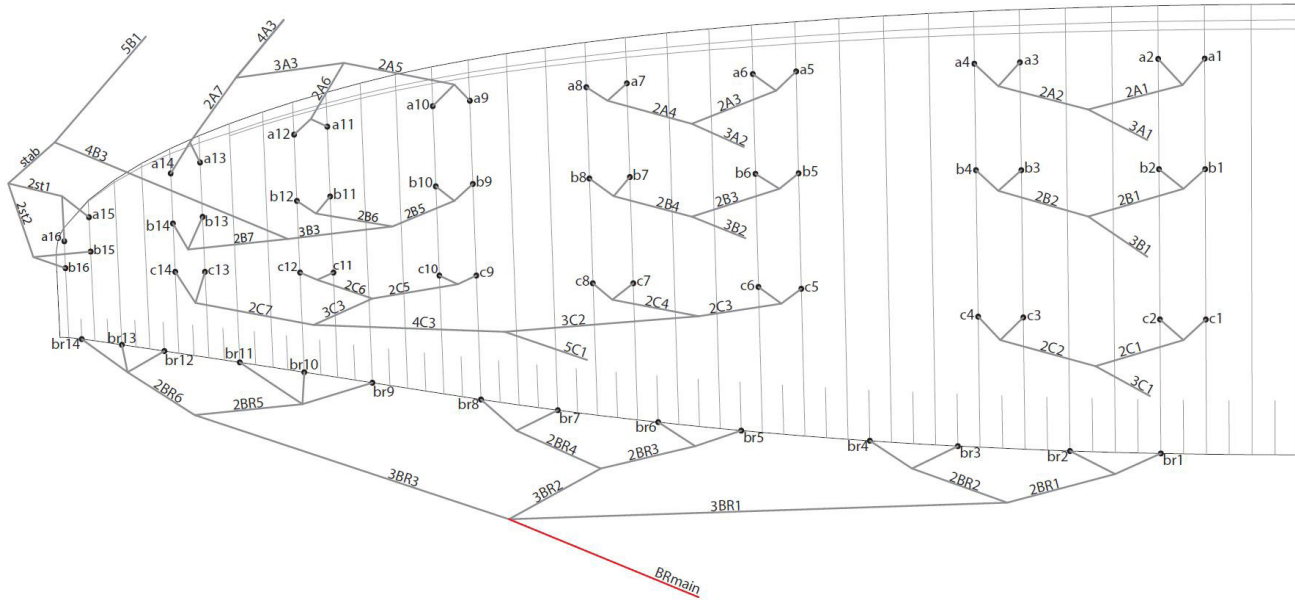 5B1
4A3
3A3
2A5
2A7
2A6
a10
a9
a8
a7
2A4
2A3
a6
a5
3A2
a4
a3
2A2
2A1
a2
a1
3A1
stab
4B3
a12
a11
a14
a13
2st1
2st2
a15
a16
b15
b16
b14
b13
2B7
3B3
b12
b11
2B6
2B5
b10
b9
b8
b7
2B4
2B3
b6
b5
3B2
b4
b3
2B2
2B1
b2
b1
3B1
c14
c13
2C7
c12
c11
2C6
2C5
3C3
c10
c9
4C3
c8
c7
2C4
2C3
3C2
c6
c5
5C1
c4
c3
2C2
2C1
c2
c1
3C1
br14
br13
br12
br11
br10
br9
br8
br7
br6
br5
br4
br3
br2
br1
2BR6
2BR5
2BR4
2BR3
2BR2
2BR1
3BR3
3BR2
3BR1
BRmain